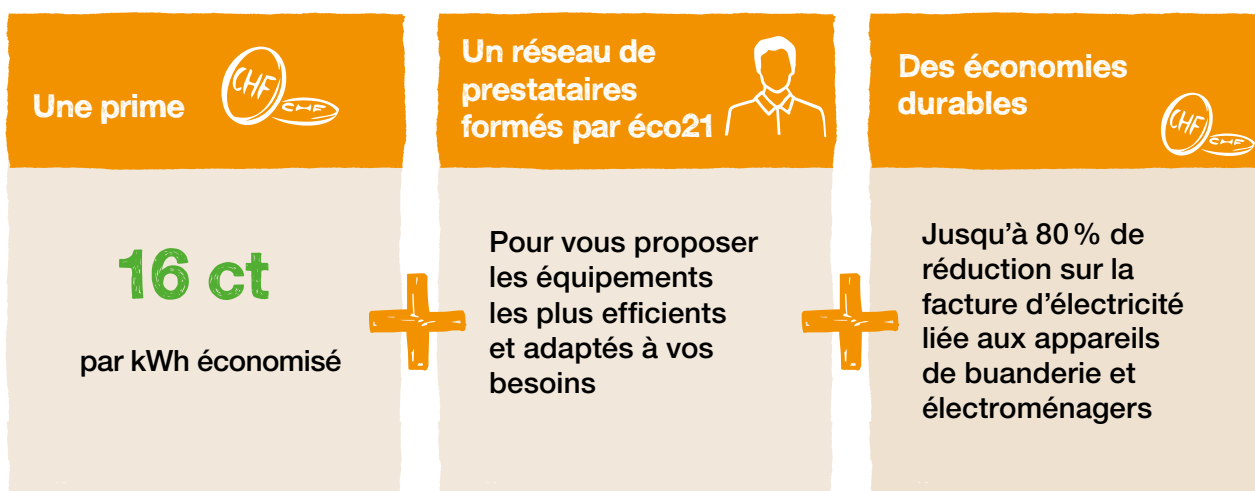 Une prime
CHF
CHF
16 ct
par kWh économisé
Un réseau de
prestataires
formés par éco21
Pour vous proposer
les équipements
les plus efficients
et adaptés à vos
besoins
Des économies
durables
CHF
CHF
Jusqu'à 80 % de
réduction sur la
facture d'électricité
liée aux appareils
de buanderie et
électroménagers